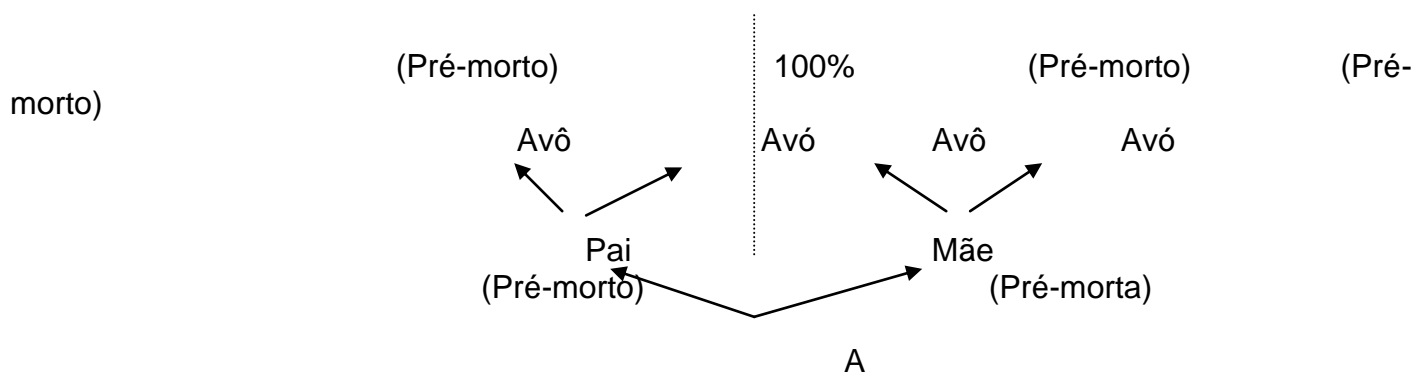 (Pré-morto) 100% (Pré-morto) (Pré-
morto)
Avô Avó Avô Avó
Pai Mãe
(Pré-morto) (Pré-morta)
A